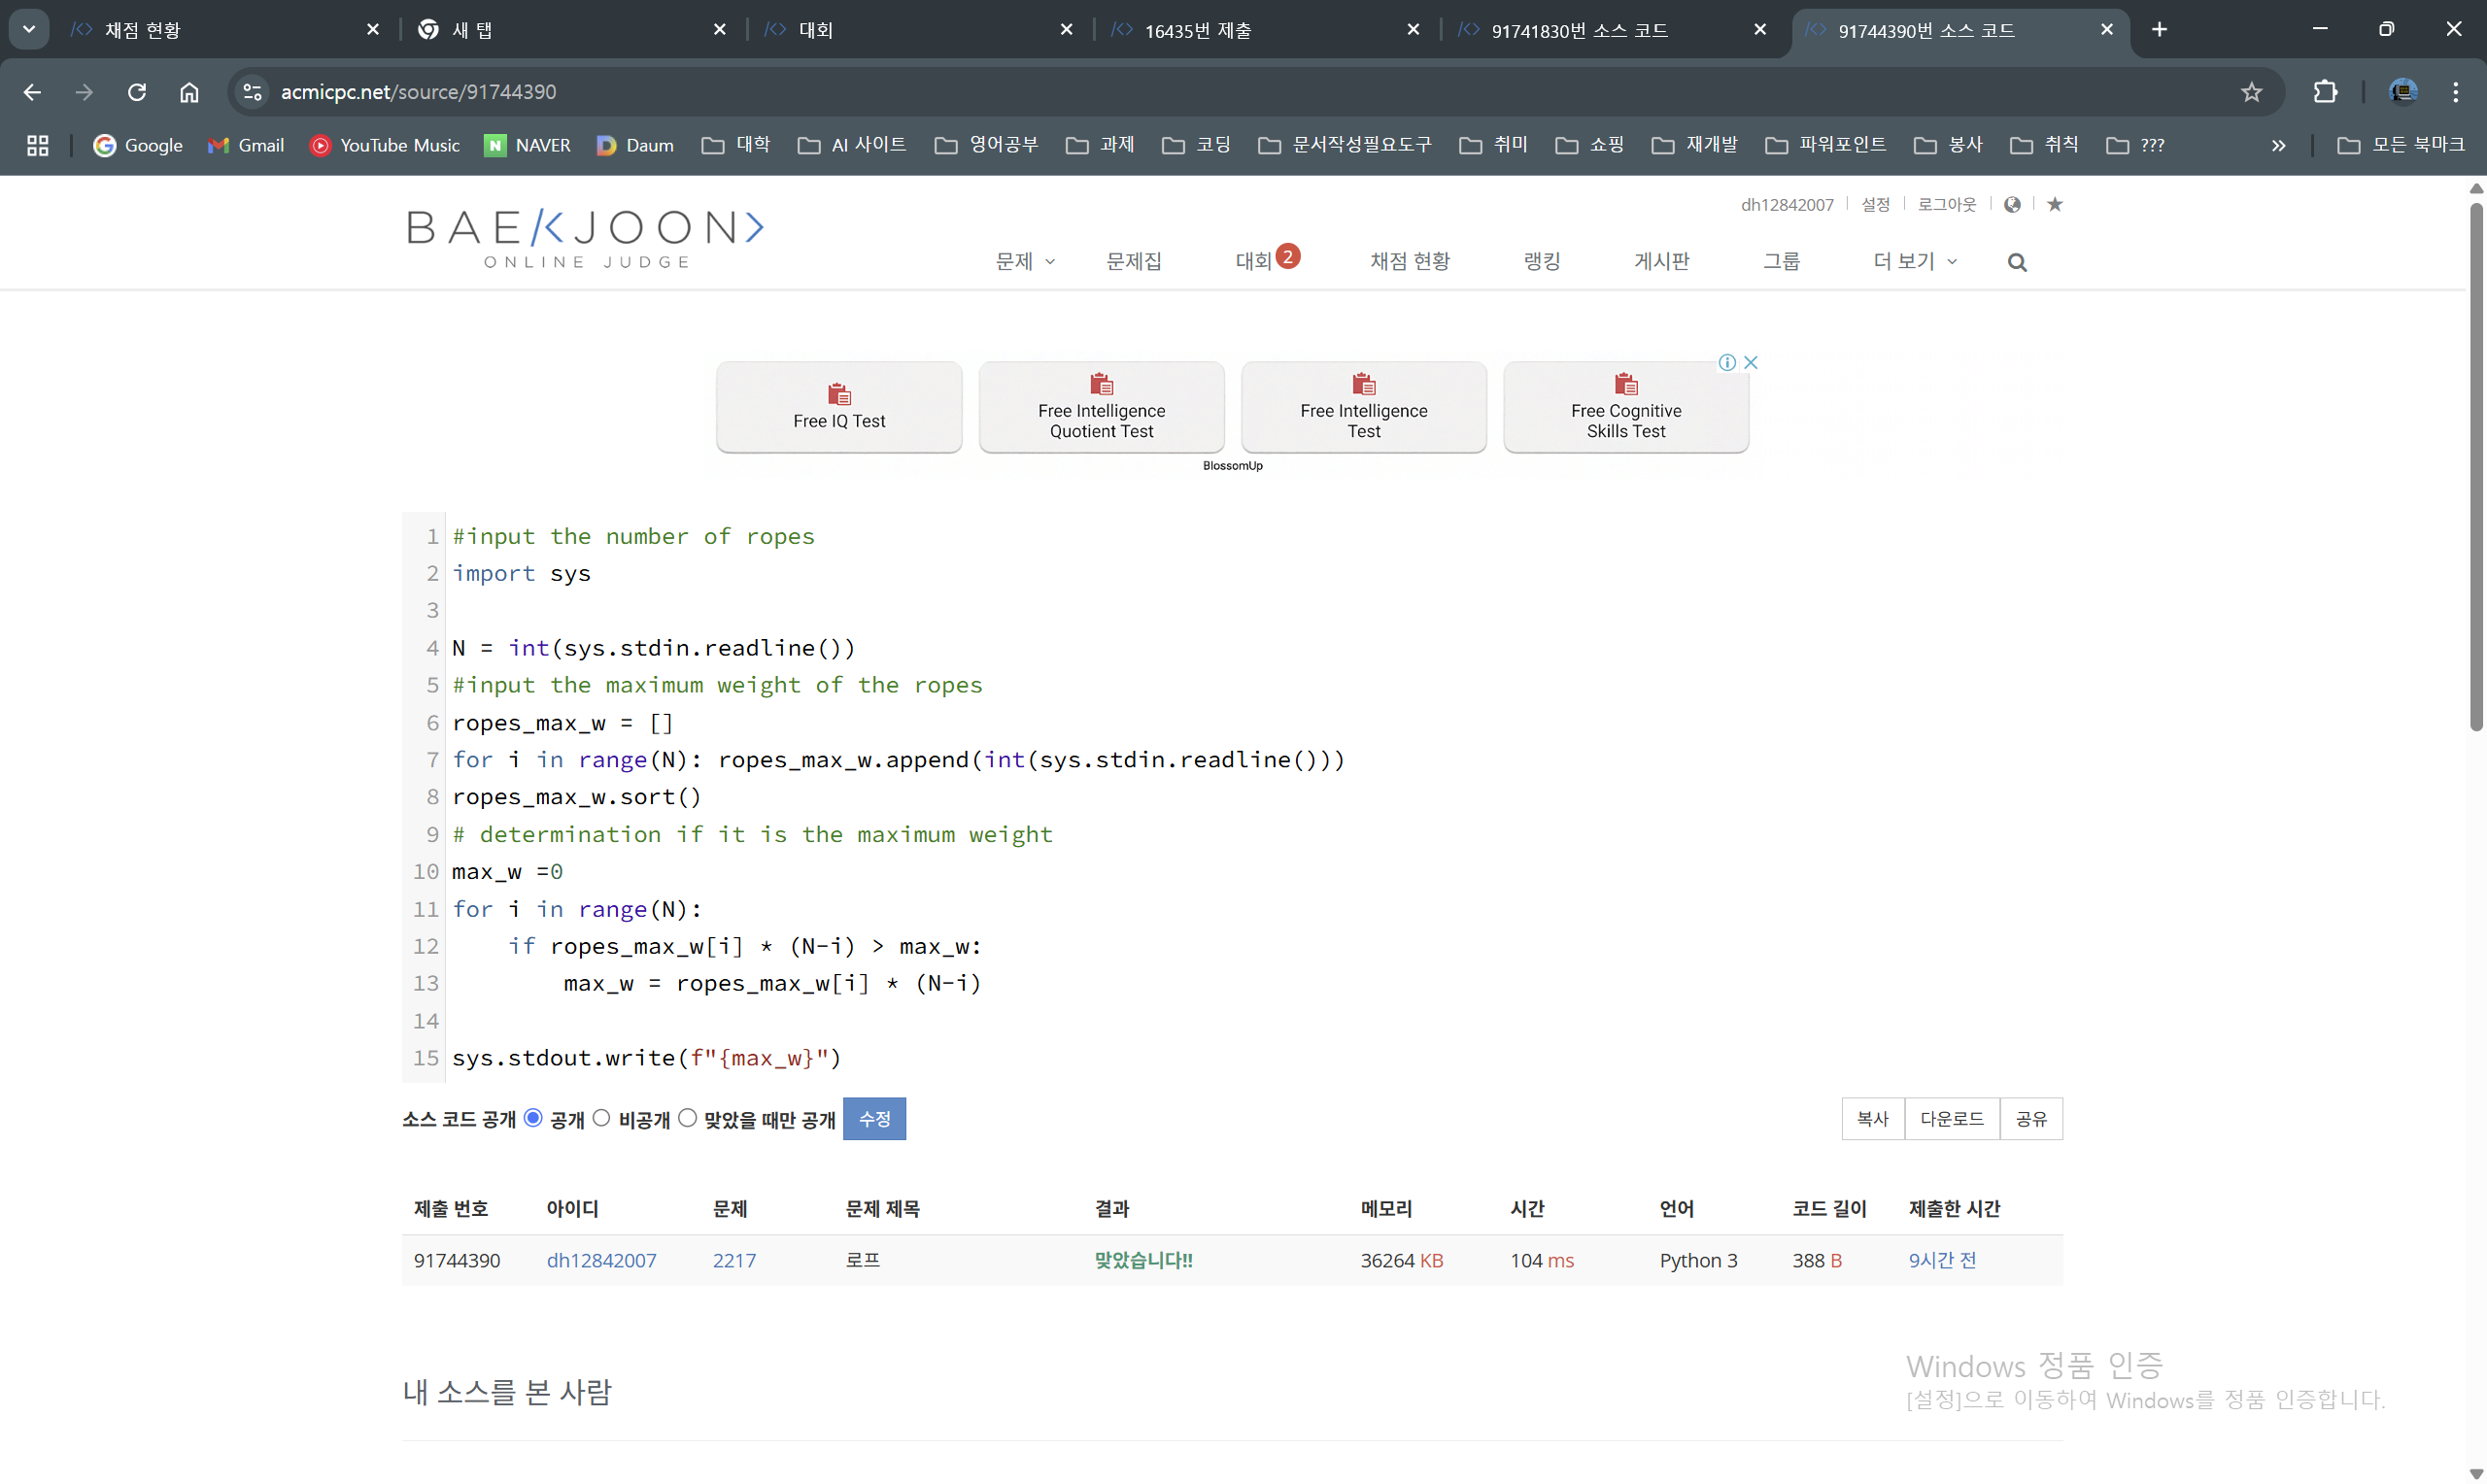 채점 현황
새 탭
대회
16435번 제출
91741830번 소스 코드
91744390번 소스 코드
acmicpc.net/source/91744390
Google
Gmail
YouTube Music
NAVER
Daum
대학
AI 사이트
영어공부
과제
코딩
문서작성필요도구
취미
쇼핑
재개발
파워포인트
봉사
취직
???
모든 북마크
dh12842007
설정
로그아웃
BAEKJOON>
ONLINE JUDGE
문제
문제집
대회 2
채점 현황
랭킹
게시판
그룹
더 보기
Free IQ Test
Free Intelligence
Quotient Test
Free Intelligence
Test
Free Cognitive
Skills Test
BlossomUp
1 #input the number of ropes
2 import sys
3
4 N = int(sys.stdin.readline())
5 #input the maximum weight of the ropes
6 ropes_max_w = []
7 for i in range(N): ropes_max_w.append(int(sys.stdin.readline()))
8 ropes_max_w.sort()
9 # determination if it is the maximum weight
10 max_w =0
11 for i in range(N):
12     if ropes_max_w[i] * (N-i) > max_w:
13         max_w = ropes_max_w[i] * (N-i)
14
15 sys.stdout.write(f"{max_w}")
소스 코드 공개 공개 비공개 맞았을 때만 공개 수정
복사 다운로드 공유
제출 번호 아이디 문제 문제 제목 결과 메모리 시간 언어 코드 길이 제출한 시간
91744390 dh12842007 2217 로프 맞았습니다!! 36264 KB 104 ms Python 3 388 B 9시간 전
내 소스를 본 사람
Windows 정품 인증
[설정]으로 이동하여 Windows를 정품 인증합니다.